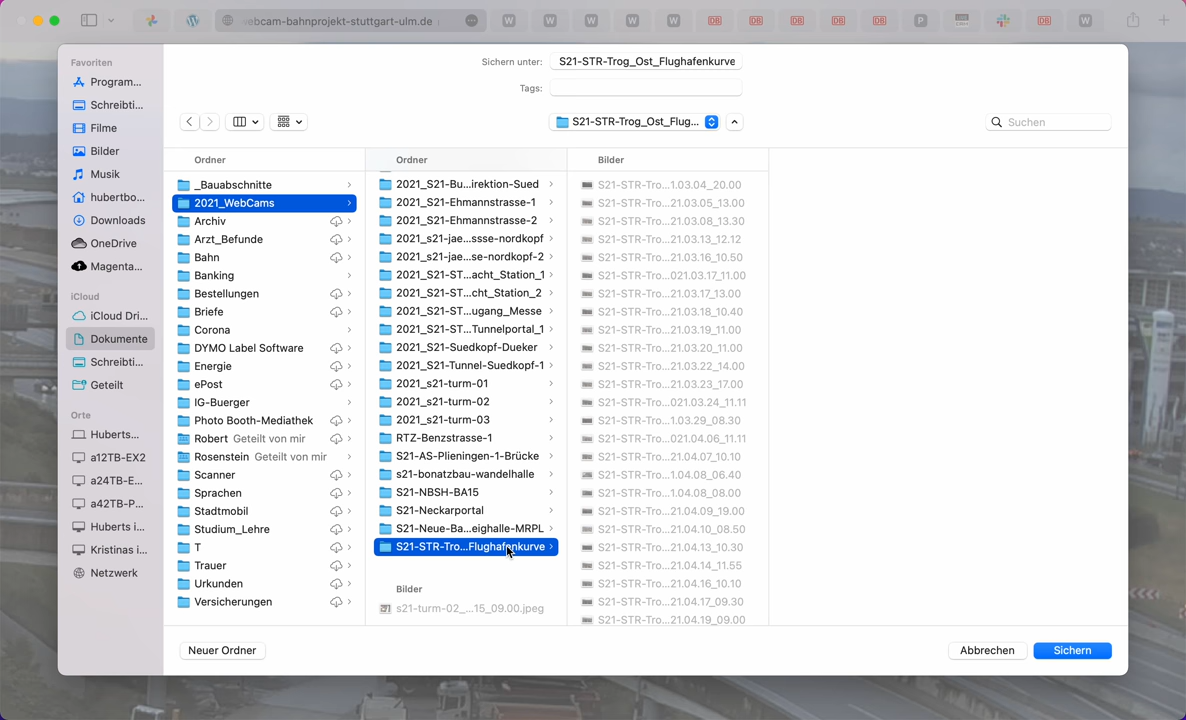 webcam-bahnprojekt-stuttgart-ulm.de
W
W
W
W
W
DB
DB
DB
DB
DB
P
DB
W
Favoriten
Program...
Schreibti...
Filme
Bilder
Musik
hubertbo...
Downloads
OneDrive
Magenta...
iCloud
iCloud Dri...
Dokumente
Schreibti...
Geteilt
Orte
Huberts...
a12TB-EX2
a24TB-E...
a42TB-P...
Huberts i...
Kristinas i...
Netzwerk
Sichern unter: S21-STR-Trog_Ost_Flughafenkurve
Tags:
S21-STR-Trog_Ost_Flug...
Suchen
Ordner
_Bauabschnitte
2021_WebCams
Archiv
Arzt_Befunde
Bahn
Banking
Bestellungen
Briefe
Corona
DYMO Label Software
Energie
ePost
IG-Buerger
Photo Booth-Mediathek
Robert Geteilt von mir
Rosenstein Geteilt von mir
Scanner
Sprachen
Stadtmobil
Studium_Lehre
T
Trauer
Urkunden
Versicherungen
Ordner
2021_S21-Bu...irektion-Sued
2021_S21-Ehmannstrasse-1
2021_S21-Ehmannstrasse-2
2021_s21-jae...ssse-nordkopf
2021_s21-jae...se-nordkopf-2
2021_S21-ST...acht_Station_1
2021_S21-ST...cht_Station_2
2021_S21-ST...ugang_Messe
2021_S21-ST...Tunnelportal_1
2021_S21-Suedkopf-Dueker
2021_S21-Tunnel-Suedkopf-1
2021_s21-turm-01
2021_s21-turm-02
2021_s21-turm-03
RTZ-Benzstrasse-1
S21-AS-Plieningen-1-Brücke
s21-bonatzbau-wandelhalle
S21-NBSH-BA15
S21-Neckarportal
S21-Neue-Ba...eighalle-MRPL
S21-STR-Tro...Flughafenkurve
Bilder
s21-turm-02_...15_09.00.jpeg
Bilder
S21-STR-Tro...1.03.04_20.00
S21-STR-Tro...21.03.05_13.00
S21-STR-Tro...21.03.08_13.30
S21-STR-Tro...21.03.13_12.12
S21-STR-Tro...21.03.16_10.50
S21-STR-Tro...021.03.17_11.00
S21-STR-Tro...21.03.17_13.00
S21-STR-Tro...21.03.18_10.40
S21-STR-Tro...21.03.19_11.00
S21-STR-Tro...21.03.20_11.00
S21-STR-Tro...21.03.22_14.00
S21-STR-Tro...21.03.23_17.00
S21-STR-Tro...021.03.24_11.11
S21-STR-Tro...1.03.29_08.30
S21-STR-Tro...021.04.06_11.11
S21-STR-Tro...21.04.07_10.10
S21-STR-Tro...1.04.08_06.40
S21-STR-Tro...1.04.08_08.00
S21-STR-Tro...21.04.09_19.00
S21-STR-Tro...21.04.10_08.50
S21-STR-Tro...21.04.13_10.30
S21-STR-Tro...21.04.14_11.55
S21-STR-Tro...21.04.16_10.10
S21-STR-Tro...21.04.17_09.30
S21-STR-Tro...21.04.19_09.00
Neuer Ordner
Abbrechen
Sichern